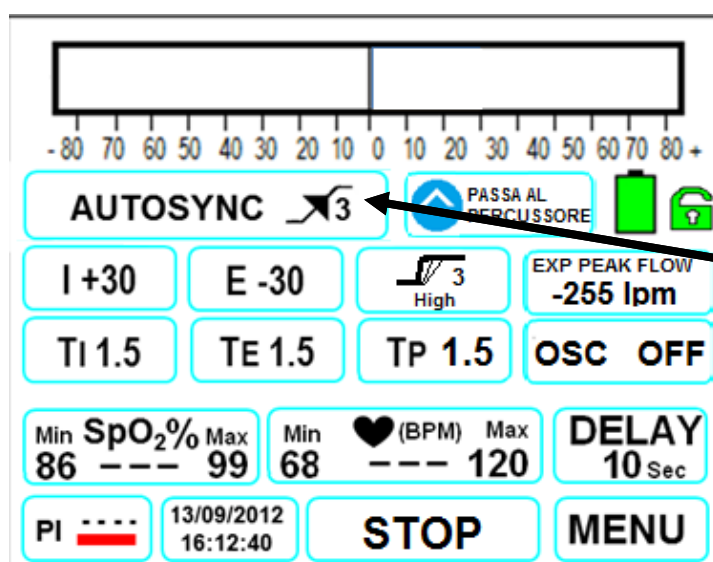 - 80 70 60 50 40 30 20 10 0 10 20 30 40 50 60 70 80 +
AUTOSYNC 3
PASSA AL
PERCUSSORE
I +30
E -30
3
High
EXP PEAK FLOW
-255 lpm
TI 1.5
TE 1.5
TP 1.5
OSC OFF
Min SpO₂% Max
86 --- 99
Min (BPM) Max
68 --- 120
DELAY
10 Sec
PI ----
13/09/2012
16:12:40
STOP
MENU